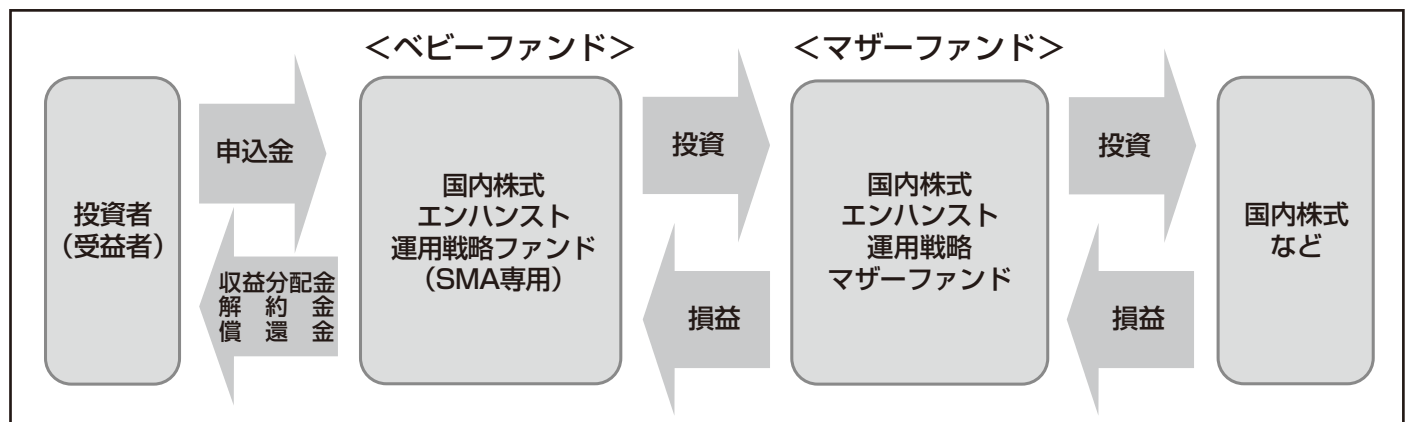 ＜ベビーファンド＞
＜マザーファンド＞
投資者
（受益者）
申込金
収益分配金
解約金
償還金
国内株式
エンハンスト
運用戦略ファンド
（SMA専用）
投資
損益
国内株式
エンハンスト
運用戦略
マザーファンド
投資
損益
国内株式
など